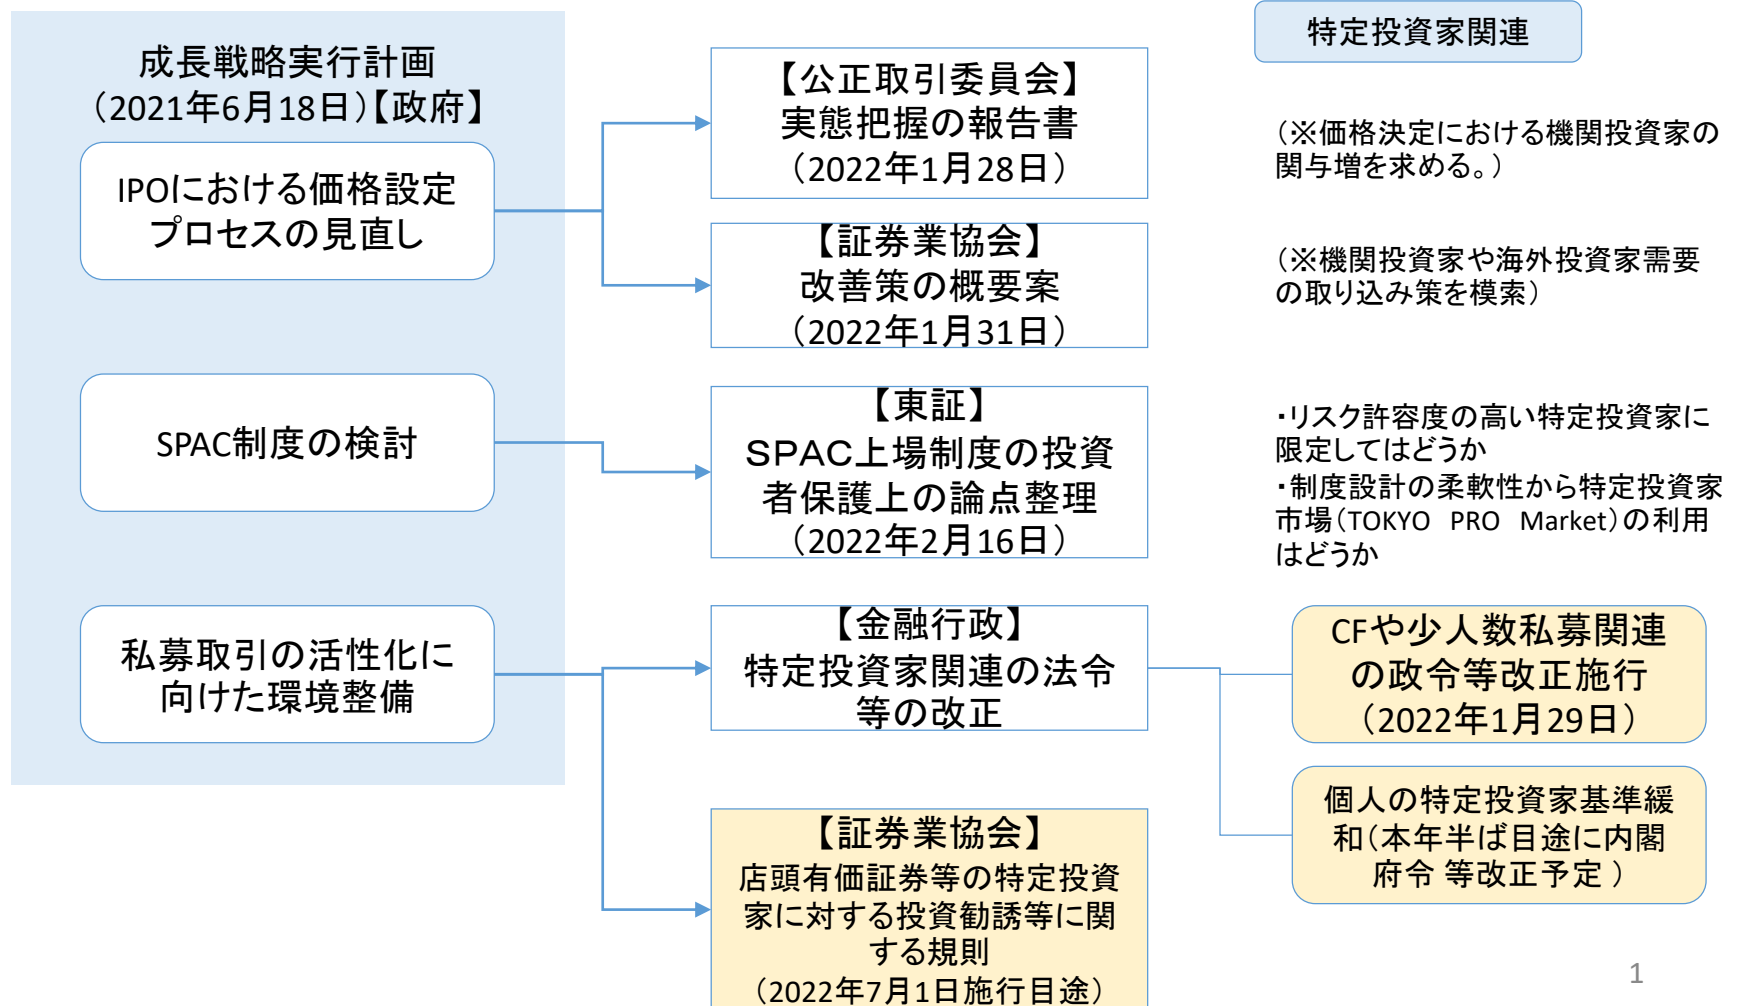 特定投資家関連
成長戦略実行計画
（2021年6月18日）【政府】
IPOにおける価格設定
プロセスの見直し
【公正取引委員会】
実態把握の報告書
（2022年1月28日）
（※価格決定における機関投資家の
関与増を求める。）
【証券業協会】
改善策の概要案
（2022年1月31日）
（※機関投資家や海外投資家需要
の取り込み策を模索）
SPAC制度の検討
【東証】
ＳＰＡＣ上場制度の投資
者保護上の論点整理
（2022年2月16日）
・リスク許容度の高い特定投資家に
限定してはどうか
・制度設計の柔軟性から特定投資家
市場（TOKYO　PRO　Market）の利用
はどうか
私募取引の活性化に
向けた環境整備
【金融行政】
特定投資家関連の法令
等の改正
CFや少人数私募関連
の政令等改正施行
（2022年1月29日）
個人の特定投資家基準緩
和（本年半ば目途に内閣
府令 等改正予定 ）
【証券業協会】
店頭有価証券等の特定投資
家に対する投資勧誘等に関
する規則
（2022年7月1日施行目途）
1